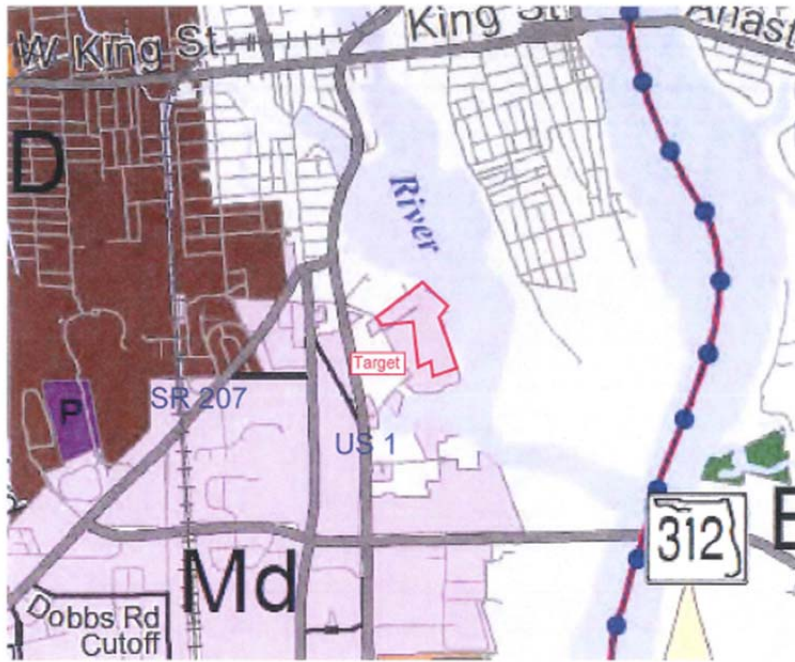 W King St
King St
Anast
D
River
Target
SR 207
P
US 1
312
Md
Dobbs Rd
Cutoff